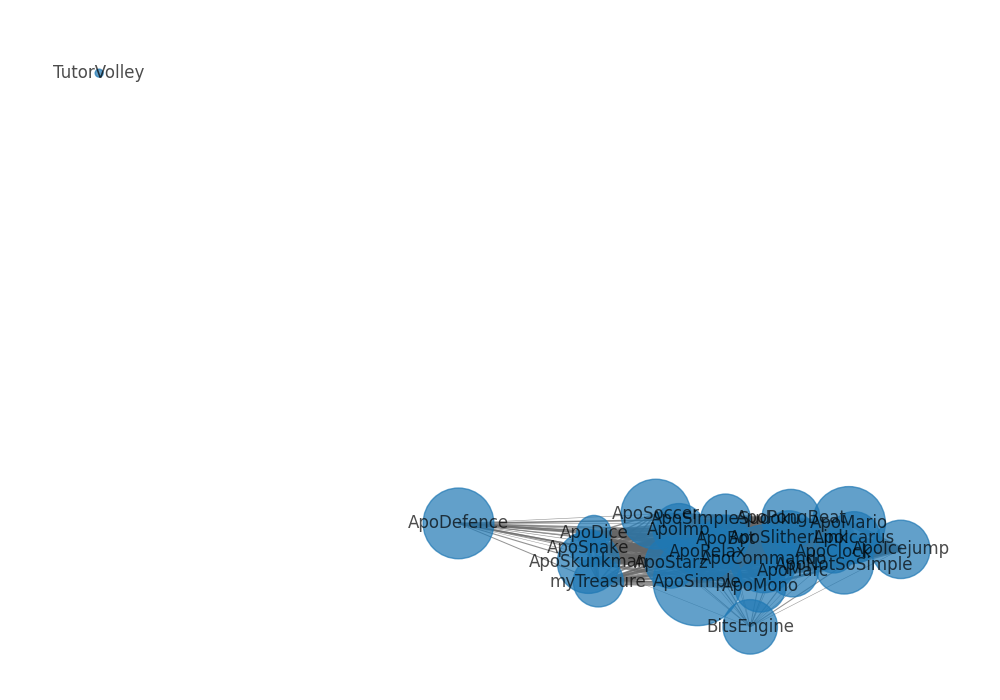 TutorVolley
ApoSoccer
ApoSimpleSudoku
ApoPongBeat
ApoDefence
ApoMario
ApoImp
ApoDice
ApoBot
ApoSlitherLink
ApoIcarus
ApoSnake
ApoRelax
ApoClock
ApoIcejump
ApoSkunkman
ApoStarz
ApoCommando
ApoNotSoSimple
ApoMarc
myTreasure
ApoSimple
ApoMono
BitsEngine